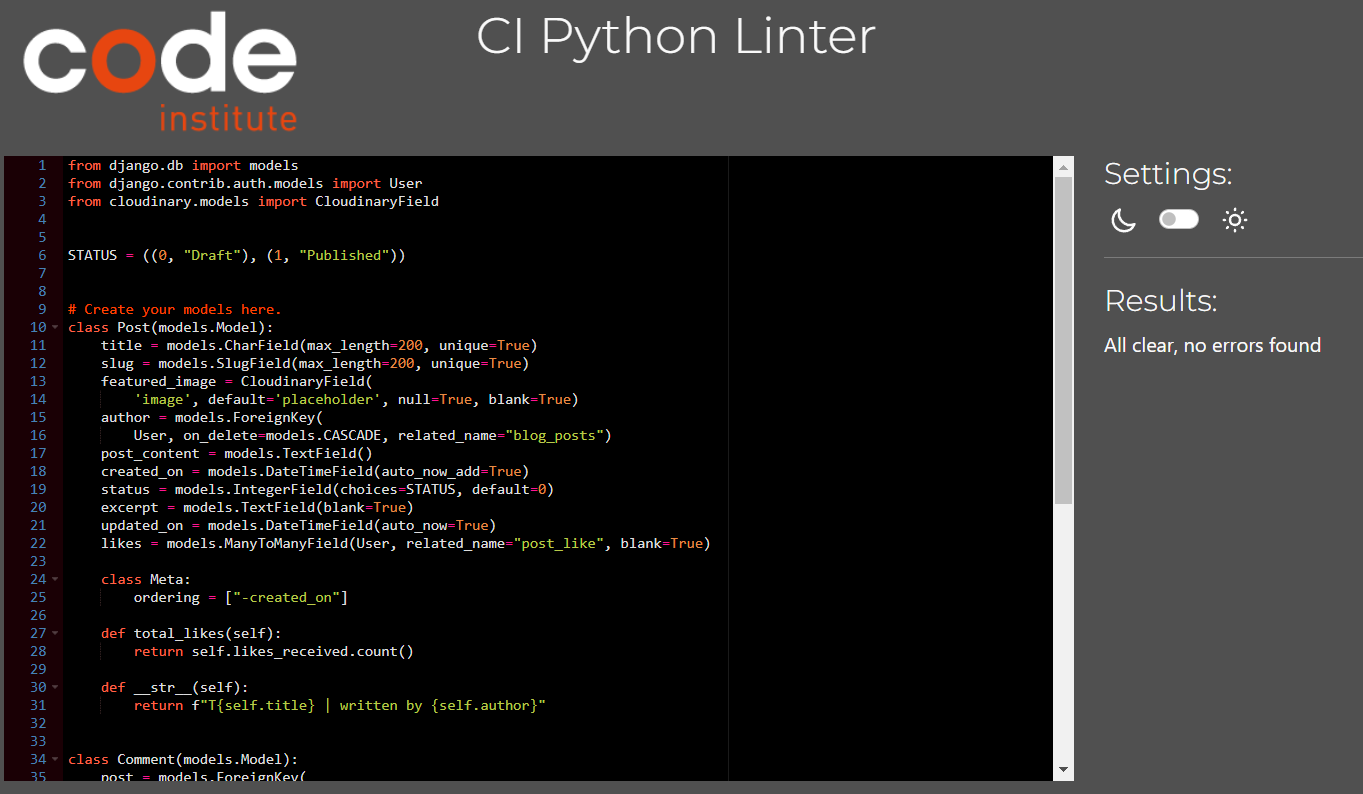 code
institute
CI Python Linter
1 from django.db import models
2 from django.contrib.auth.models import User
3 from cloudinary.models import CloudinaryField
4
5
6 STATUS = ((0, "Draft"), (1, "Published"))
7
8
9 # Create your models here.
10 class Post(models.Model):
11     title = models.CharField(max_length=200, unique=True)
12     slug = models.SlugField(max_length=200, unique=True)
13     featured_image = CloudinaryField(
14         'image', default='placeholder', null=True, blank=True)
15     author = models.ForeignKey(
16         User, on_delete=models.CASCADE, related_name="blog_posts")
17     post_content = models.TextField()
18     created_on = models.DateTimeField(auto_now_add=True)
19     status = models.IntegerField(choices=STATUS, default=0)
20     excerpt = models.TextField(blank=True)
21     updated_on = models.DateTimeField(auto_now=True)
22     likes = models.ManyToManyField(User, related_name="post_like", blank=True)
23
24     class Meta:
25         ordering = ["-created_on"]
26
27     def total_likes(self):
28         return self.likes_received.count()
29
30     def __str__(self):
31         return f"T{self.title} | written by {self.author}"
32
33
34 class Comment(models.Model):
35     post = models.ForeignKey(
Settings:
Results:
All clear, no errors found